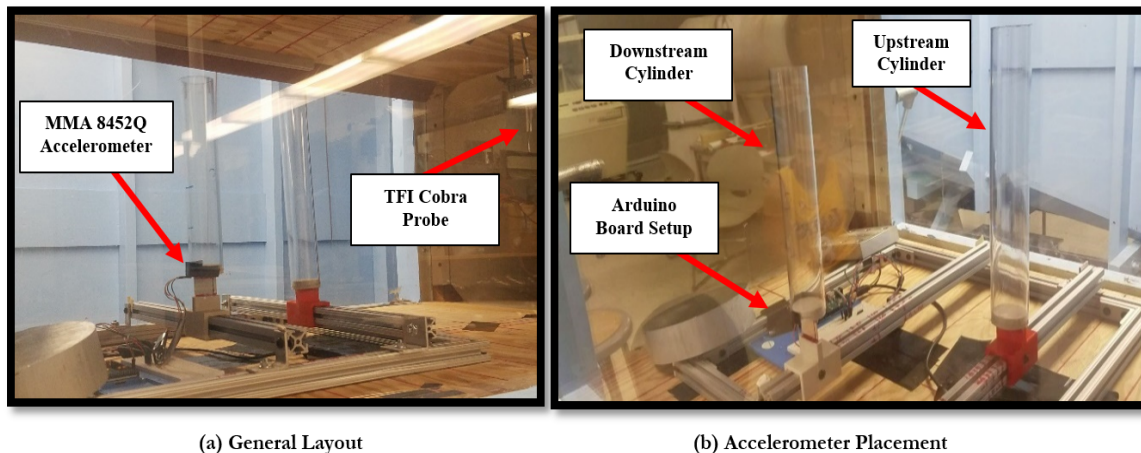 MMA 8452Q
Accelerometer
TFI Cobra
Probe
Downstream
Cylinder
Upstream
Cylinder
Arduino
Board Setup
(a) General Layout
(b) Accelerometer Placement